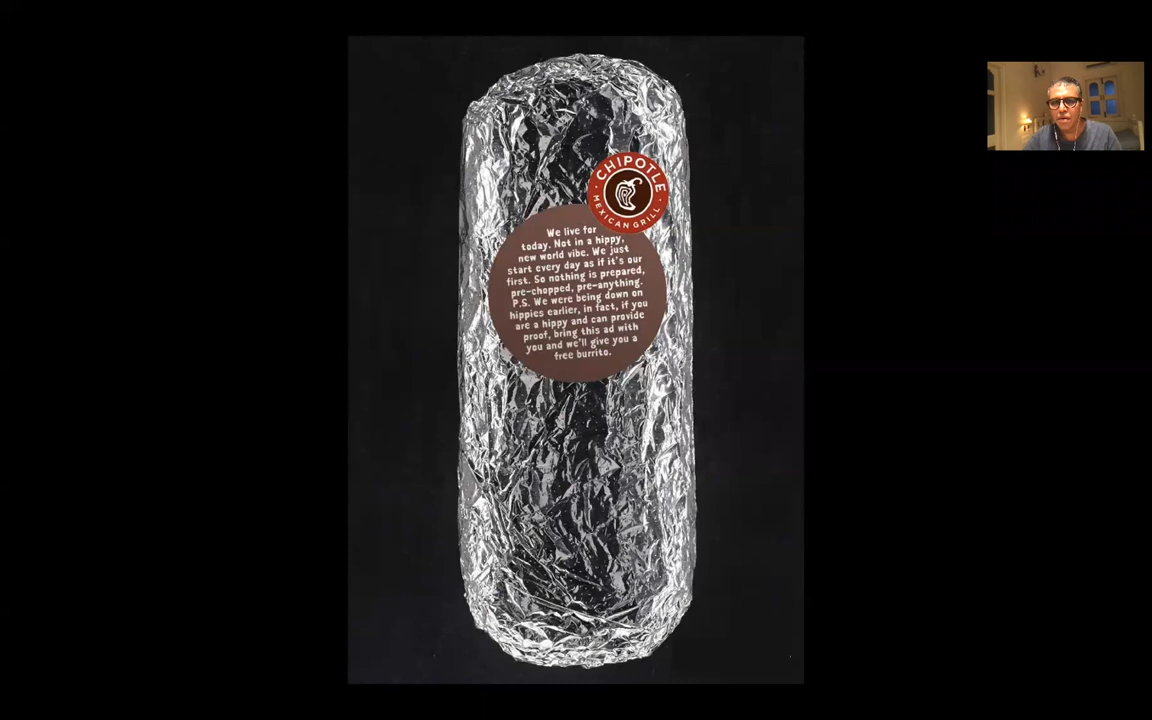 CHIPOTLE
MEXICAN GRILL
We live for
today. Not in a hippy,
new world vibe. We just
start every day as if it's our
first. So nothing is prepared,
pre-chopped, pre-anything.
P.S. We were being down on
hippies earlier, in fact, if you
are a hippy and can provide
proof, bring this ad with
you and we'll give you a
free burrito.